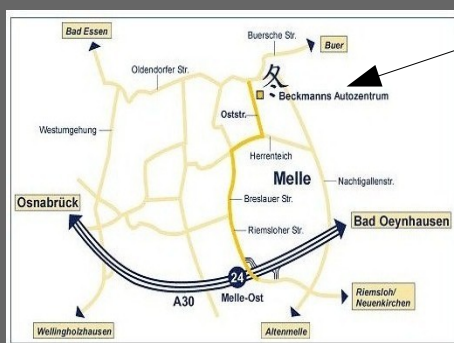 Bad Essen
Buersche Str.
Buer
Oldendorfer Str.
冬
Beckmanns Autozentrum
Oststr.
Westumgehung
Herrenteich
Melle
Nachtigallenstr.
Osnabrück
Breslauer Str.
Bad Oeynhausen
Riemsloher Str.
24
Melle-Ost
A30
Riemsloh/
Neuenkirchen
Wellingholzhausen
Altenmelle